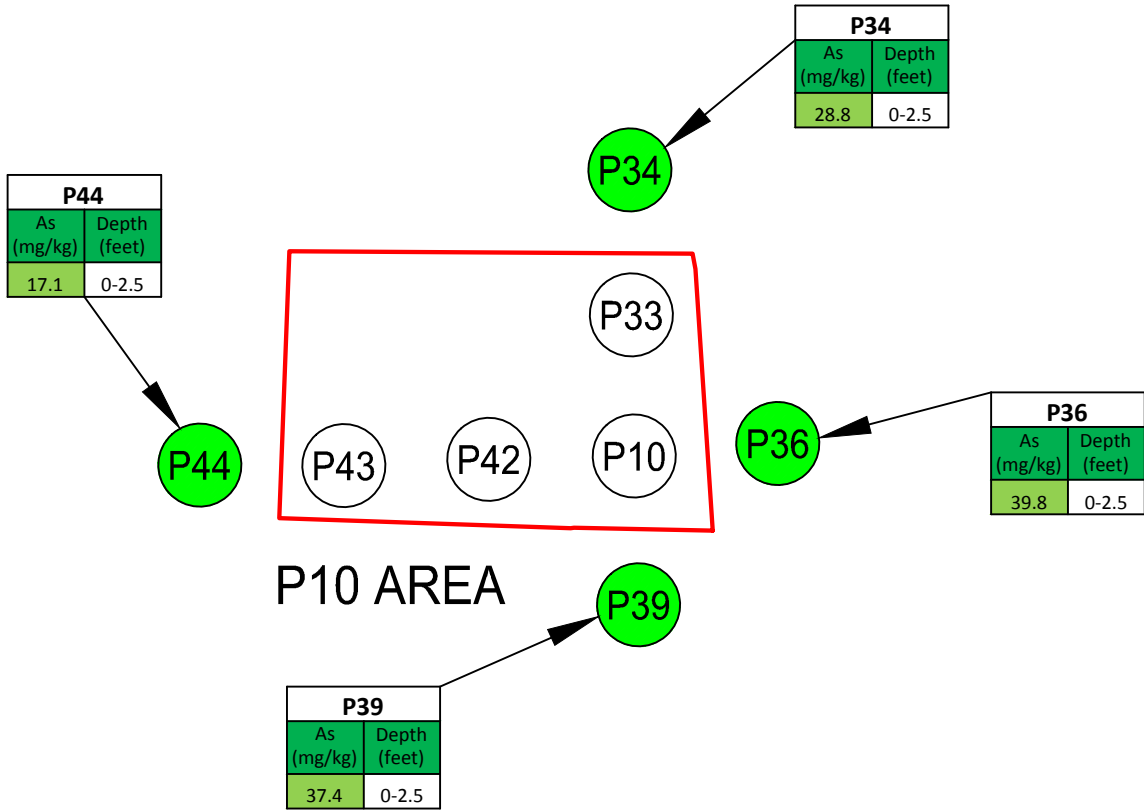 P34
As Depth
(mg/kg) (feet)
28.8 0-2.5
P34
P44
As Depth
(mg/kg) (feet)
17.1 0-2.5
P33
P36
As Depth
(mg/kg) (feet)
39.8 0-2.5
P44 P43 P42 P10 P36
P10 AREA
P39
P39
As Depth
(mg/kg) (feet)
37.4 0-2.5